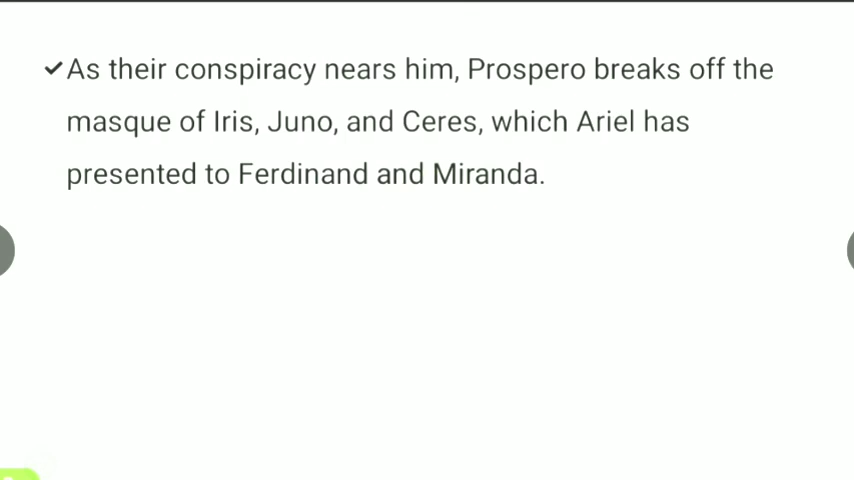 ✓As their conspiracy nears him, Prospero breaks off the
masque of Iris, Juno, and Ceres, which Ariel has
presented to Ferdinand and Miranda.